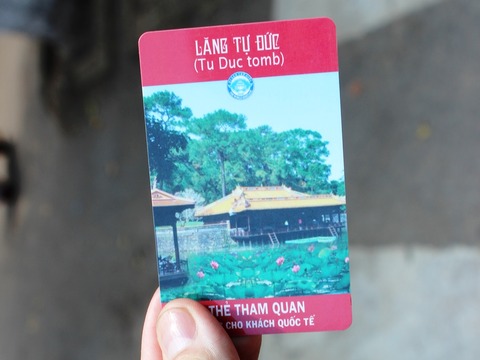 LĂNG TỰ ĐỨC
(Tu Duc tomb)
THẺ THAM QUAN
CHO KHÁCH QUỐC TẾ